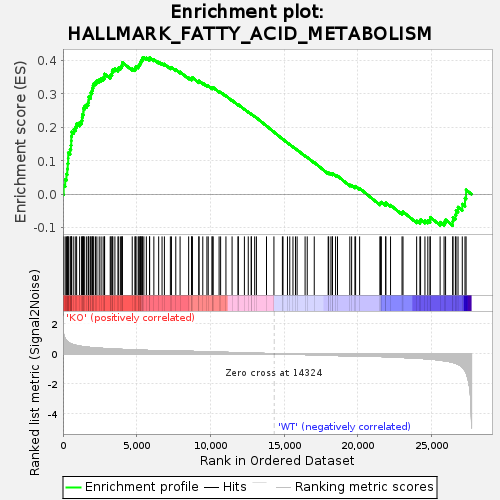 Enrichment plot:
HALLMARK_FATTY_ACID_METABOLISM
Enrichment score (ES)
0.4
0.3
0.2
0.1
0.0
-0.1
Ranked list metric (Signal2Noise)
'KO' (positively correlated)
2
0
-2
-4
Zero cross at 14324
'WT' (negatively correlated)
0
5,000
10,000
15,000
20,000
25,000
Rank in Ordered Dataset
Enrichment profile
Hits
Ranking metric scores